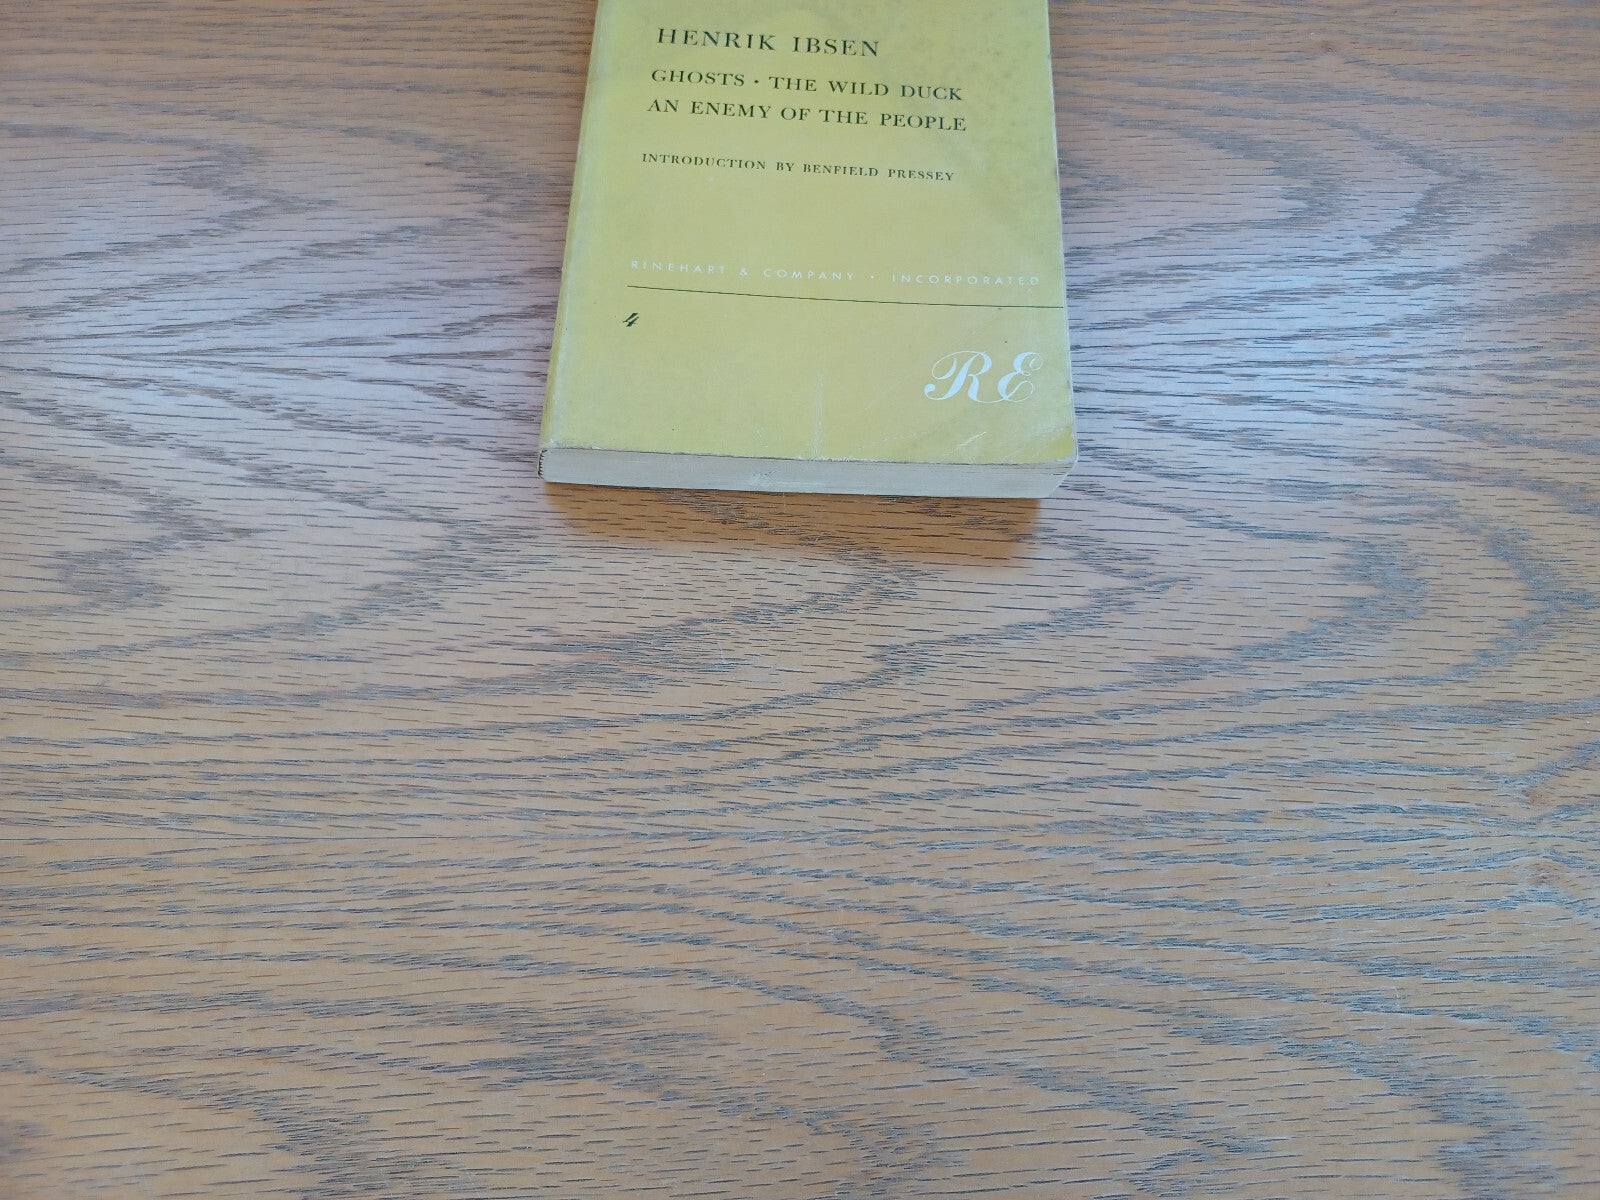 HENRIK IBSEN
GHOSTS · THE WILD DUCK
AN ENEMY OF THE PEOPLE
INTRODUCTION BY BENFIELD PRESSEY
RINEHART & COMPANY · INCORPORATED
4
RE